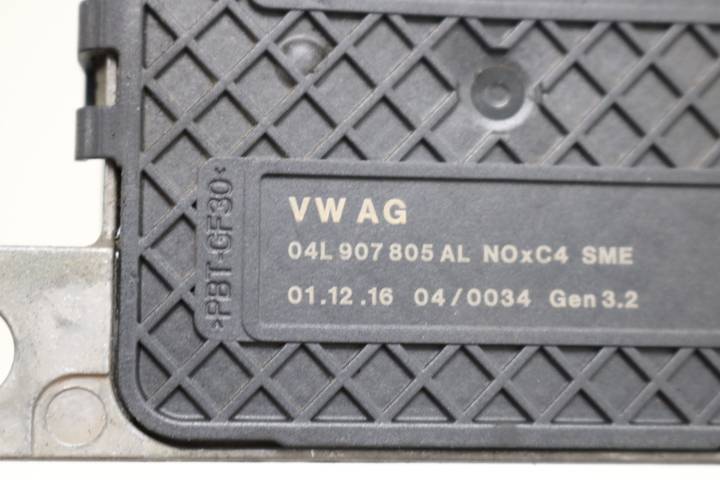 VW AG
04L 907 805 AL NOxC4 SME
01.12.16 04/0034 Gen 3.2
>PBT-GF30<